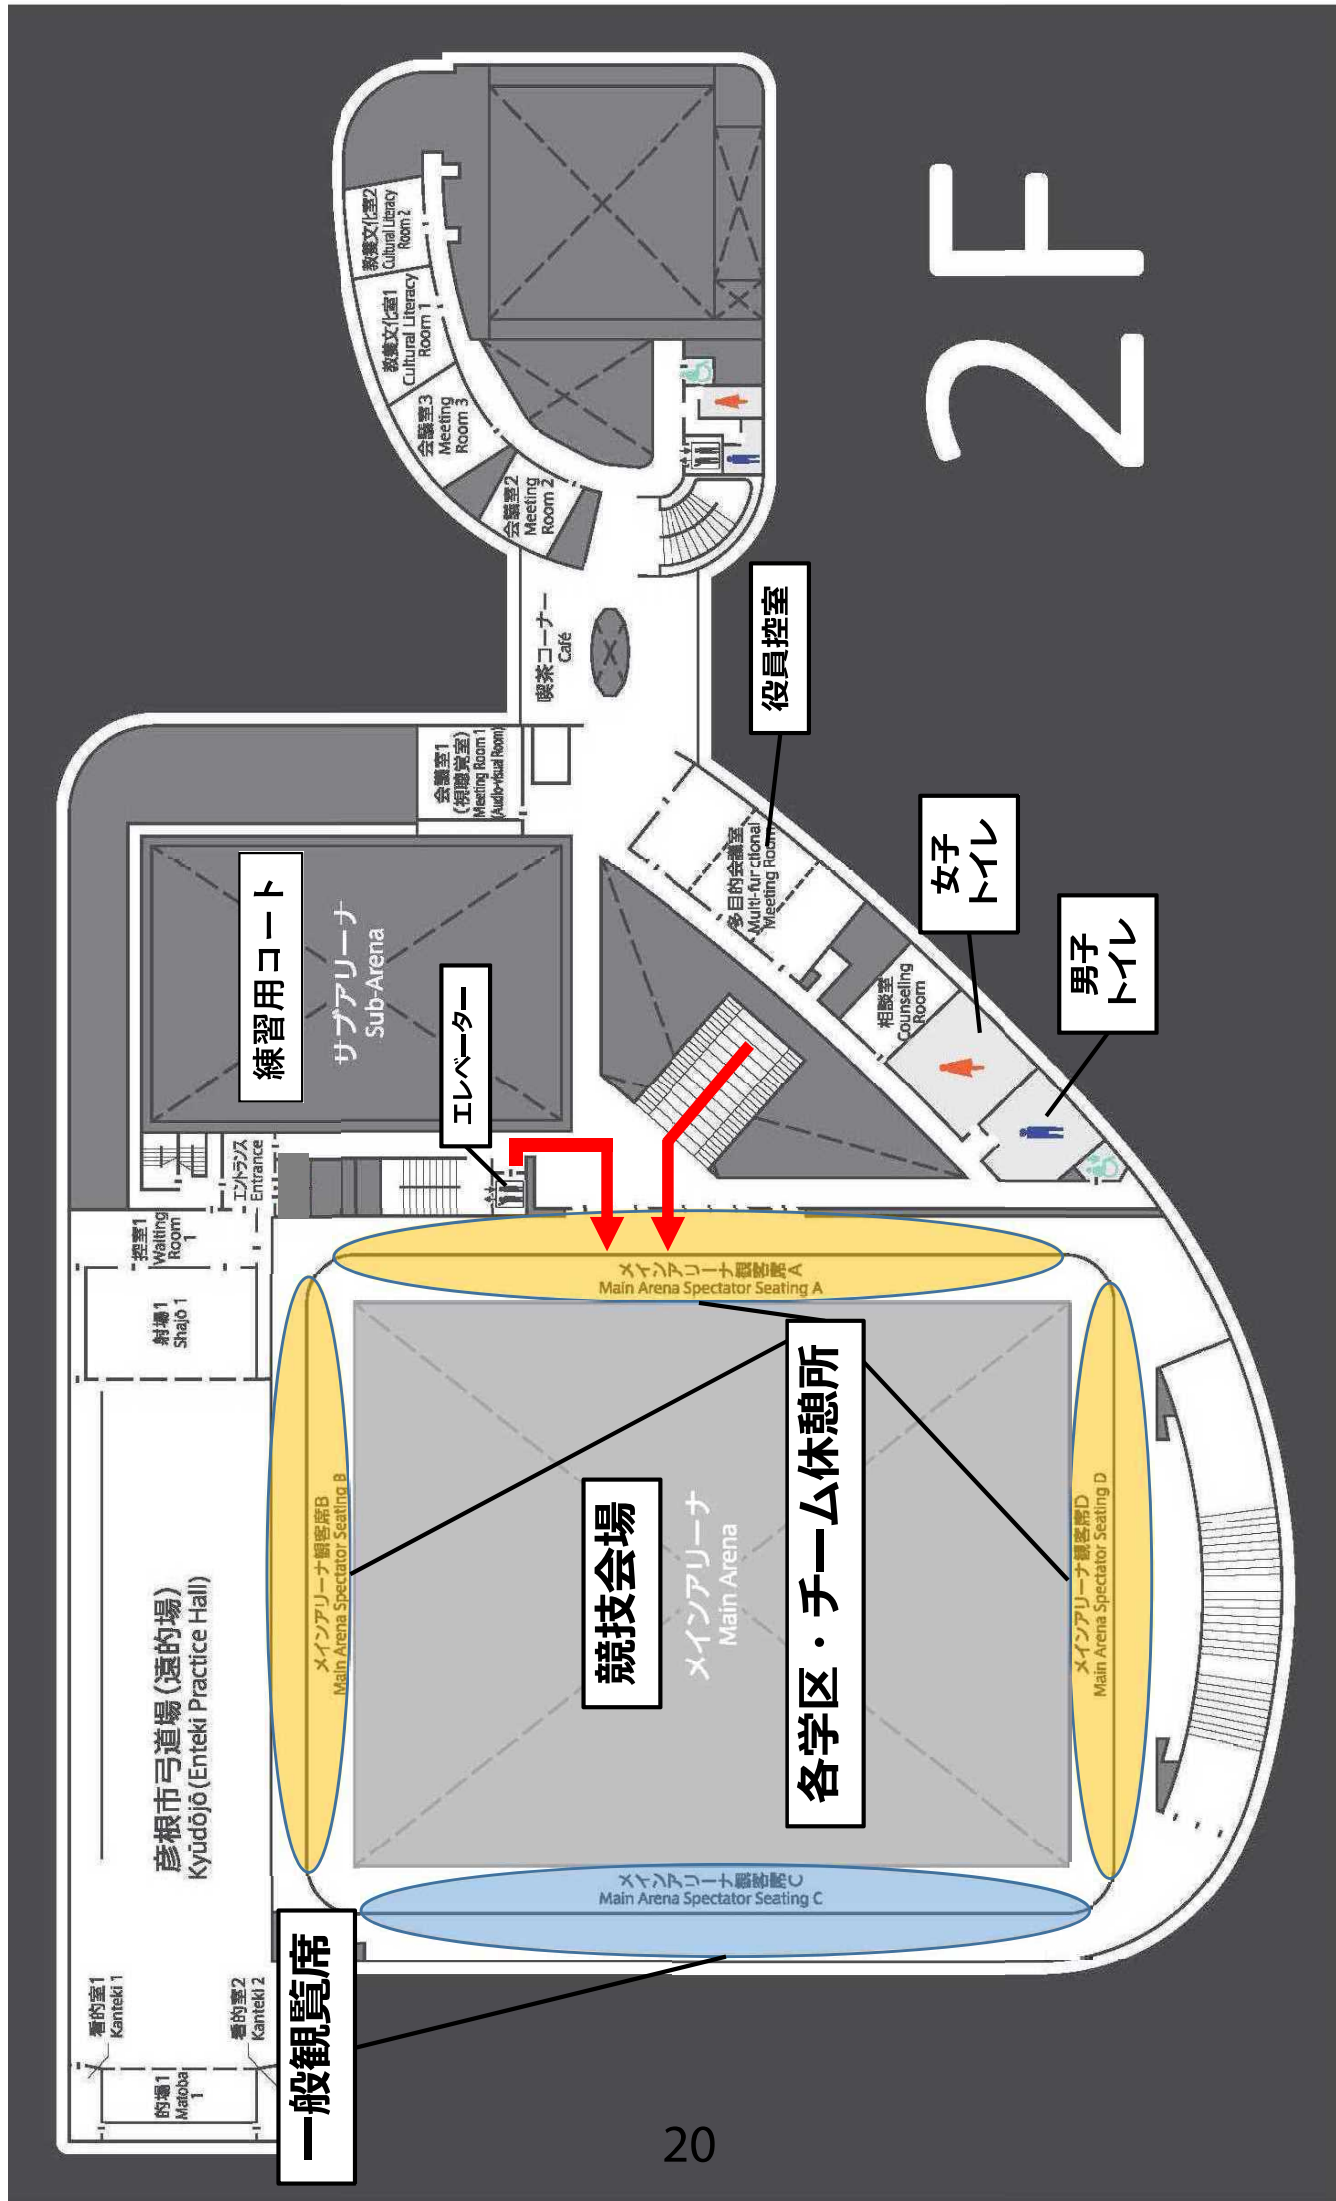 2F
教養文化室2
Cultural Literacy
Room 2
教養文化室1
Cultural Literacy
Room 1
会議室3
Meeting
Room 3
会議室2
Meeting
Room 2
喫茶コーナー
Café
役員控室
会議室1
(視聴覚室)
Meeting Room 1
(Audio-visual Room)
多目的会議室
Multi-functional
Meeting Room
女子
トイレ
男子
トイレ
相談室
Counseling
Room
練習用コート
サブアリーナ
Sub-Arena
エレベーター
エントランス
Entrance
控室1
Waiting
Room
1
射場1
Shajō 1
メインアリーナ観客席A
Main Arena Spectator Seating A
メインアリーナ観客席B
Main Arena Spectator Seating B
競技会場
メインアリーナ
Main Arena
各学区・チーム休憩所
メインアリーナ観客席D
Main Arena Spectator Seating D
メインアリーナ観客席C
Main Arena Spectator Seating C
彦根市弓道場(遠的場)
Kyūdōjō (Enteki Practice Hall)
一般観覧席
看的室1
Kanteki 1
看的室2
Kanteki 2
的場1
Matoba
1
20